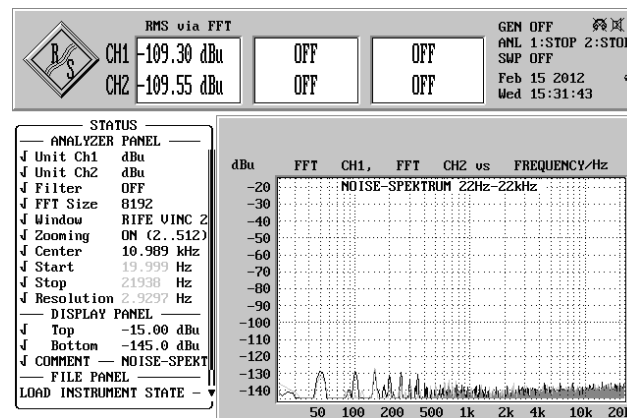 RMS via FFT
R S
CH1 -109.30 dBu OFF OFF
CH2 -109.55 dBu OFF OFF
GEN OFF
ANL 1:STOP 2:STOP
SWP OFF
Feb 15 2012
Wed 15:31:43
STATUS
ANALYZER PANEL
Unit Ch1 dBu
Unit Ch2 dBu
Filter OFF
FFT Size 8192
Window RIFE VINC 2
Zooming ON (2..512)
Center 10.989 kHz
Start 19.999 Hz
Stop 21938 Hz
Resolution 2.9297 Hz
DISPLAY PANEL
Top -15.00 dBu
Bottom -145.0 dBu
COMMENT — NOISE-SPEKT
FILE PANEL
LOAD INSTRUMENT STATE -
dBu FFT CH1, FFT CH2 vs FREQUENCY/Hz
NOISE-SPEKTRUM 22Hz-22kHz
-20
-30
-40
-50
-60
-70
-80
-90
-100
-110
-120
-130
-140
50 100 200 500 1k 2k 4k 10k 20k